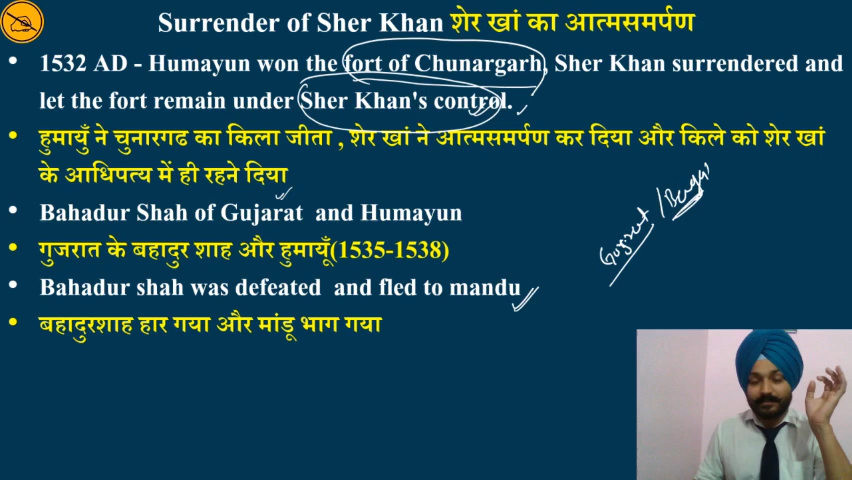 Surrender of Sher Khan शेर खां का आत्मसमर्पण
1532 AD - Humayun won the fort of Chunargarh, Sher Khan surrendered and
let the fort remain under Sher Khan's control.
हुमायुँ ने चुनारगढ का किला जीता , शेर खां ने आत्मसमर्पण कर दिया और किले को शेर खां
के आधिपत्य में ही रहने दिया
Bahadur Shah of Gujarat and Humayun
गुजरात के बहादुर शाह और हुमायूँ(1535-1538)
Bahadur shah was defeated and fled to mandu
बहादुरशाह हार गया और मांडू भाग गया
Gujrat /